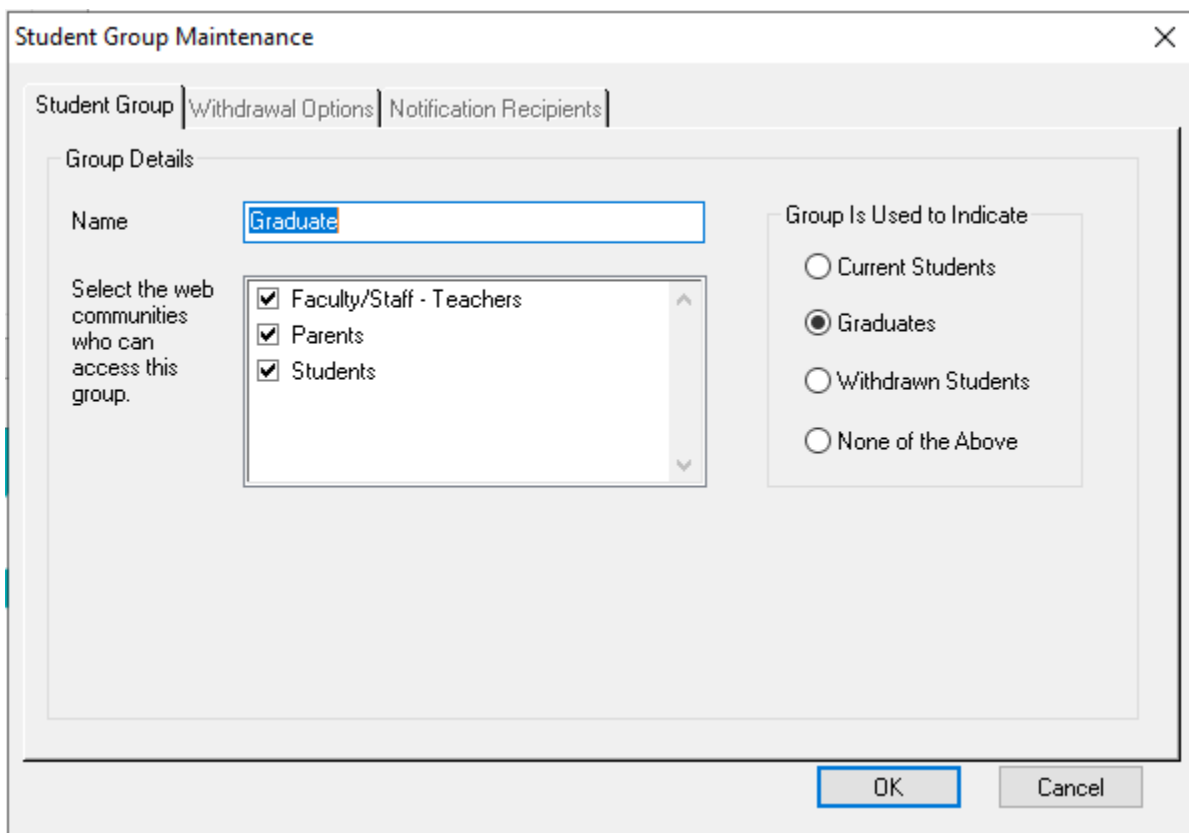 Student Group Maintenance
Student Group
Withdrawal Options
Notification Recipients
Group Details
Name
Graduate
Select the web
communities
who can
access this
group.
Faculty/Staff - Teachers
Parents
Students
Group Is Used to Indicate
Current Students
Graduates
Withdrawn Students
None of the Above
OK
Cancel